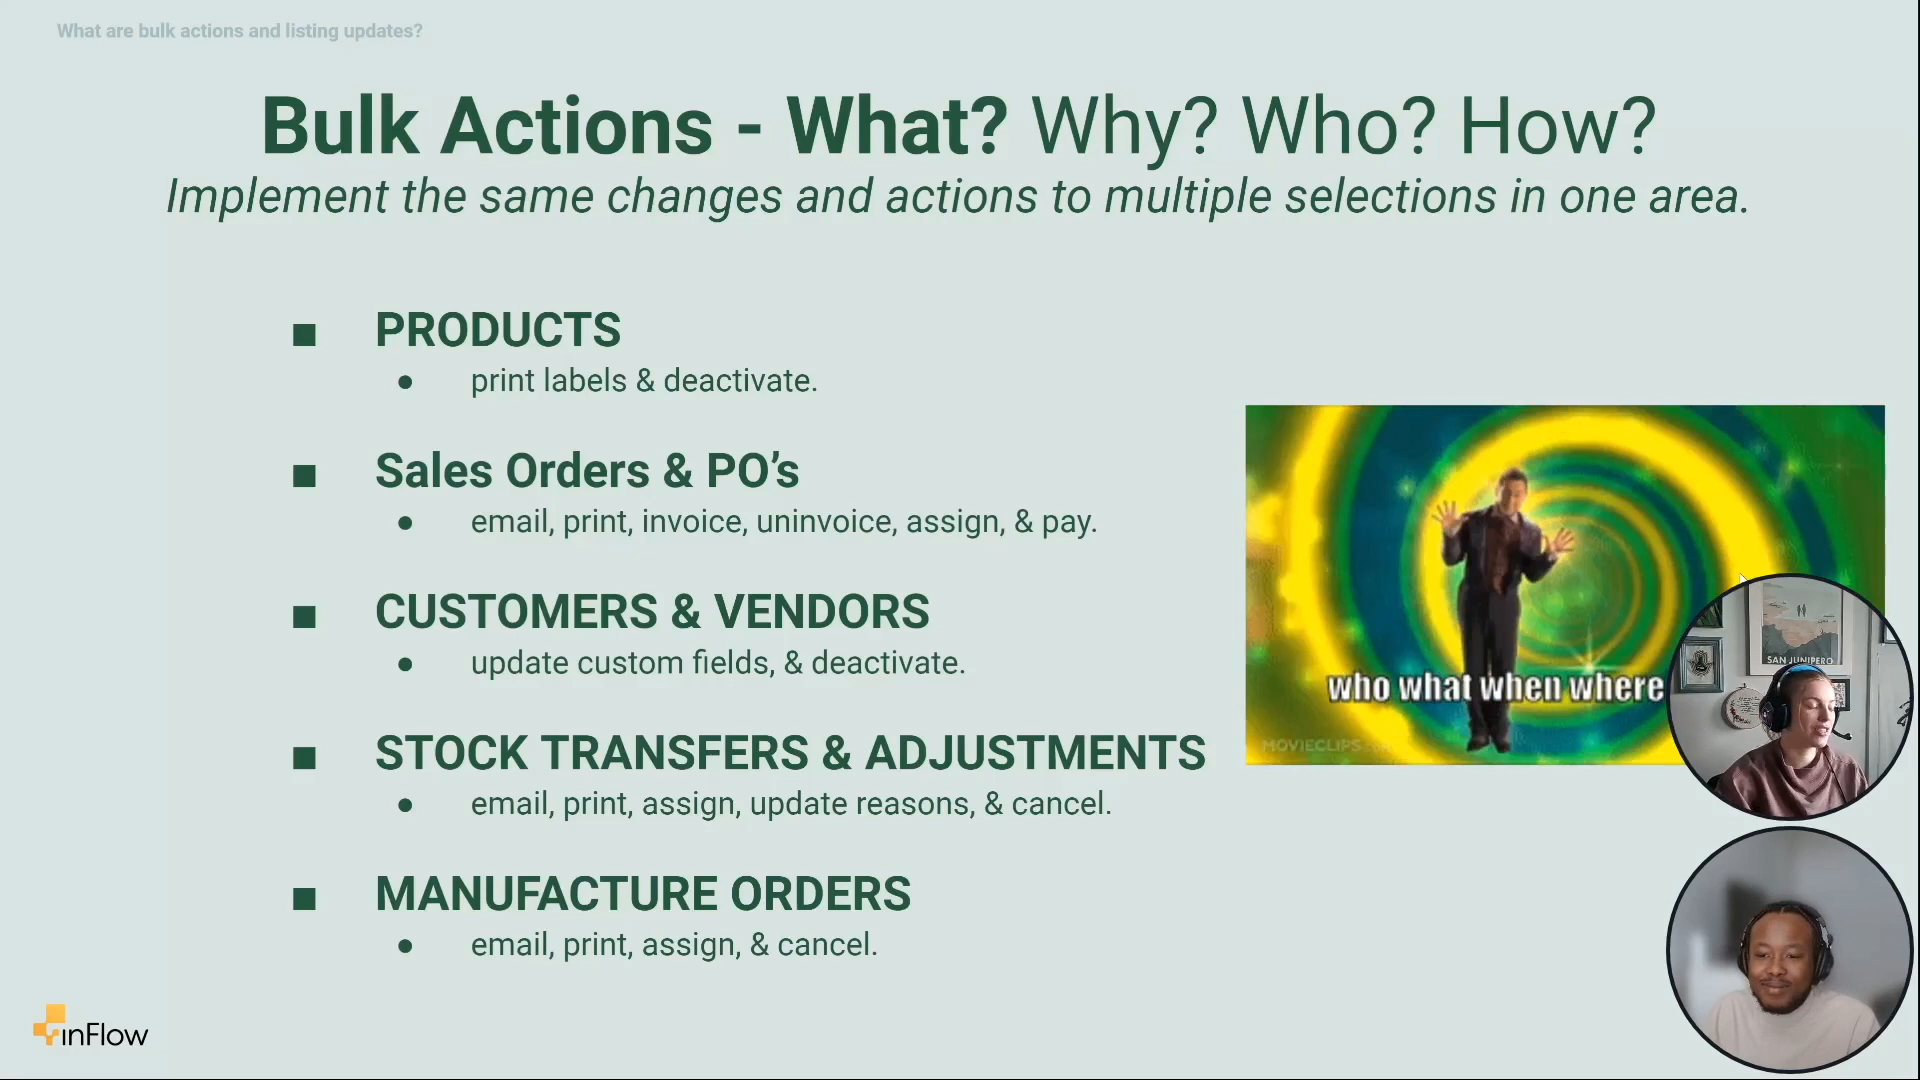 What are bulk actions and listing updates?
Bulk Actions - What? Why? Who? How?
Implement the same changes and actions to multiple selections in one area.
■ PRODUCTS
● print labels & deactivate.
■ Sales Orders & PO’s
● email, print, invoice, uninvoice, assign, & pay.
■ CUSTOMERS & VENDORS
● update custom fields, & deactivate.
■ STOCK TRANSFERS & ADJUSTMENTS
● email, print, assign, update reasons, & cancel.
■ MANUFACTURE ORDERS
● email, print, assign, & cancel.
who what when where
MOVIECLIPS
SAN JUNIPERO
inFlow